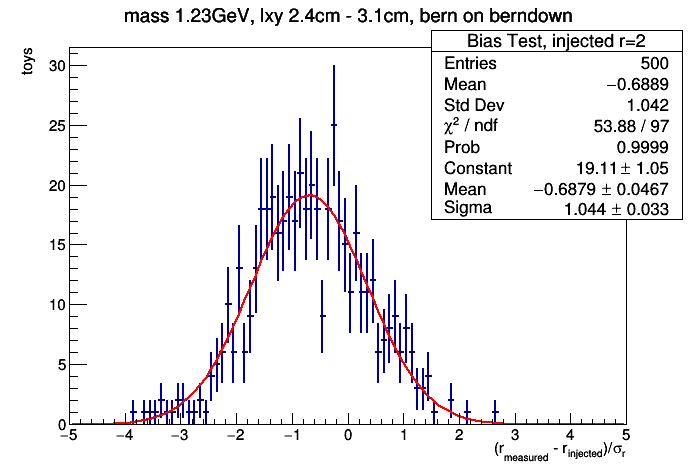 mass 1.23GeV, lxy 2.4cm - 3.1cm, bern on berndown
Bias Test, injected r=2
Entries 500
Mean −0.6889
Std Dev 1.042
χ² / ndf 53.88 / 97
Prob 0.9999
Constant 19.11 ± 1.05
Mean −0.6879 ± 0.0467
Sigma 1.044 ± 0.033
toys
30
25
20
15
10
5
0
−5 −4 −3 −2 −1 0 1 2 3 4 5
(r_measured - r_injected)/σ_r